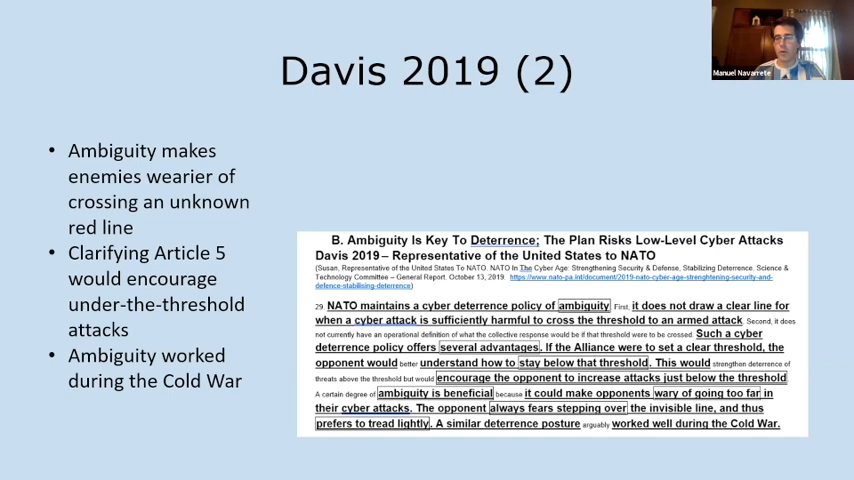 Davis 2019 (2)
Manuel Navarrete
• Ambiguity makes
enemies wearier of
crossing an unknown
red line
• Clarifying Article 5
would encourage
under-the-threshold
attacks
• Ambiguity worked
during the Cold War
B. Ambiguity Is Key To Deterrence; The Plan Risks Low-Level Cyber Attacks
Davis 2019 – Representative of the United States to NATO
(Susan, Representative of the United States To NATO. NATO In The Cyber Age: Strengthening Security & Defense, Stabilizing Deterrence. Science &
Technology Committee – General Report. October 13, 2019. https://www.nato-pa.int/document/2019-nato-cyber-age-strenghtening-security-and-
defence-stabilising-deterrence)
29. NATO maintains a cyber deterrence policy of ambiguity First, it does not draw a clear line for
when a cyber attack is sufficiently harmful to cross the threshold to an armed attack Second, it does
not currently have an operational definition of what the collective response would be if that threshold were to be crossed. Such a cyber
deterrence policy offers several advantages. If the Alliance were to set a clear threshold, the
opponent would better understand how to stay below that threshold. This would strengthen deterrence of
threats above the threshold but would encourage the opponent to increase attacks just below the threshold
A certain degree of ambiguity is beneficial because it could make opponents wary of going too far in
their cyber attacks. The opponent always fears stepping over the invisible line, and thus
prefers to tread lightly. A similar deterrence posture arguably worked well during the Cold War.